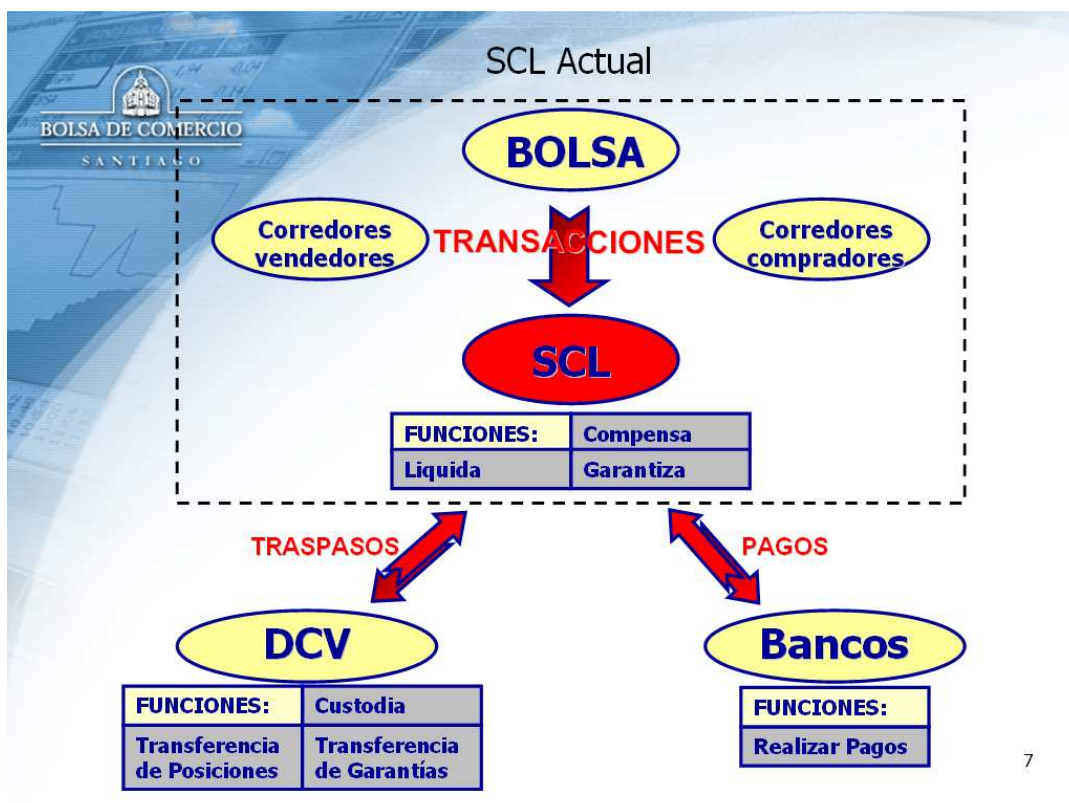 SCL Actual
BOLSA DE COMERCIO
SANTIAGO
BOLSA
Corredores
vendedores
TRANSACCIONES
Corredores
compradores
SCL
FUNCIONES:
Compensa
Liquida
Garantiza
TRASPASOS
PAGOS
DCV
FUNCIONES:
Custodia
Transferencia
de Posiciones
Transferencia
de Garantías
Bancos
FUNCIONES:
Realizar Pagos
7